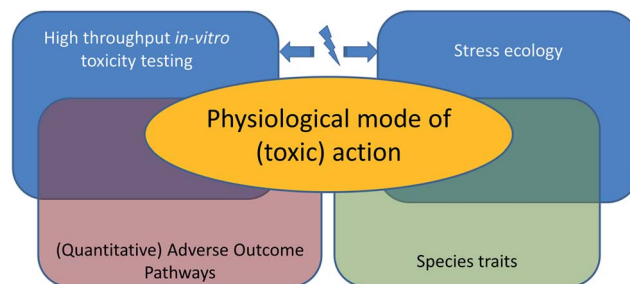 High throughput in-vitro
toxicity testing
Stress ecology
Physiological mode of
(toxic) action
(Quantitative) Adverse Outcome
Pathways
Species traits